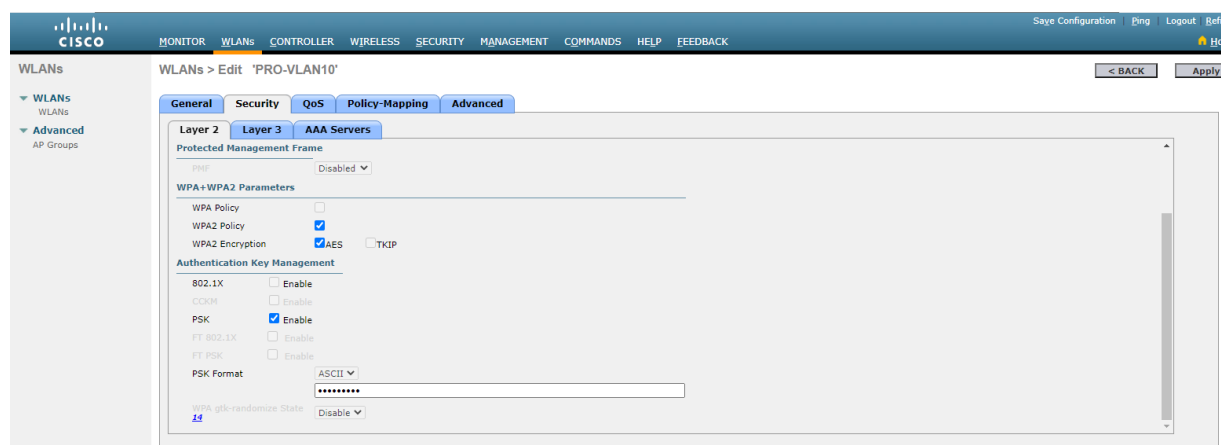 Save Configuration Ping Logout Refr
CISCO MONITOR WLANs CONTROLLER WIRELESS SECURITY MANAGEMENT COMMANDS HELP FEEDBACK Ho
WLANs
WLANs > Edit 'PRO-VLAN10'
< BACK Apply
WLANs
WLANs
Advanced
AP Groups
General Security QoS Policy-Mapping Advanced
Layer 2 Layer 3 AAA Servers
Protected Management Frame
PMF Disabled
WPA+WPA2 Parameters
WPA Policy
WPA2 Policy
WPA2 Encryption AES TKIP
Authentication Key Management
802.1X Enable
CCKM Enable
PSK Enable
FT 802.1X Enable
FT PSK Enable
PSK Format ASCII
•••••••••
WPA gtk-randomize State Disable
14